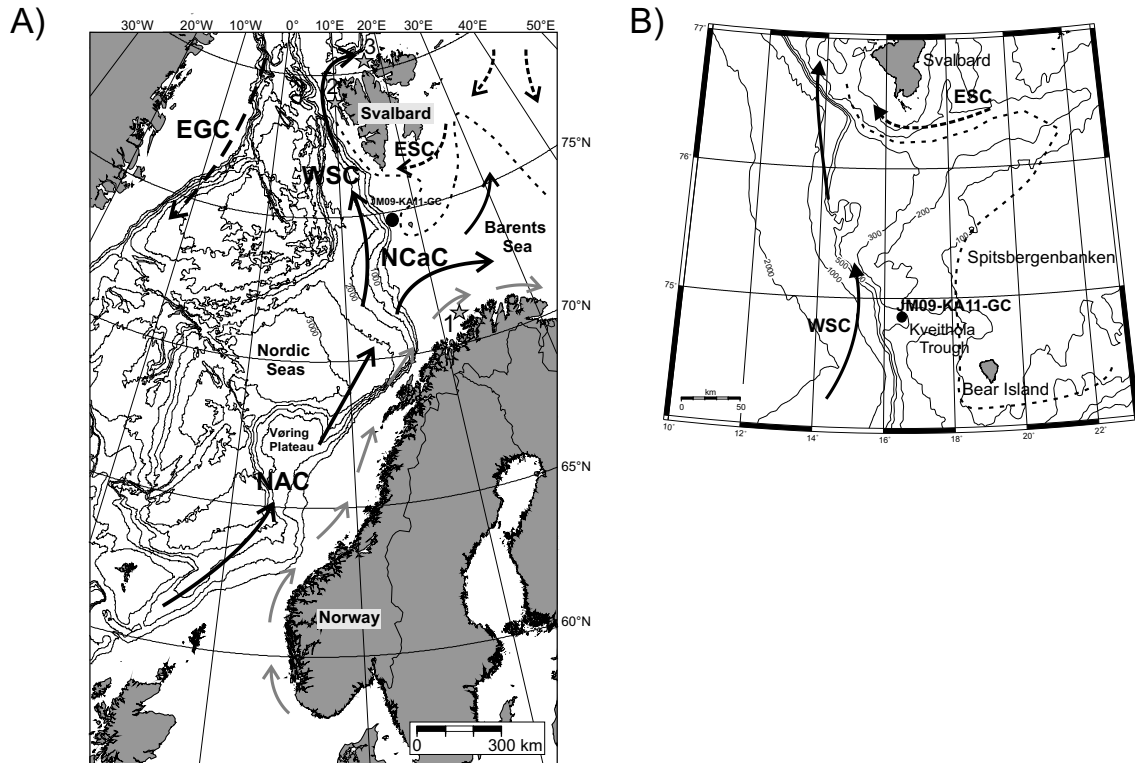 A)
30°W 20°W 10°W 0°E 10°E 20°E 30°E 40°E 50°E
3
2
Svalbard
EGC
ESC
75°N
WSC
JM09-KA11-GC
Barents
Sea
NCaC
1000
2000
70°N
1
3000
Nordic
Seas
Vøring
Plateau
65°N
NAC
60°N
Norway
0 300 km
B)
77°
Svalbard
ESC
76°
200
300
100
Spitsbergenbanken
2000
1000
500
75°
JM09-KA11-GC
WSC
Kveithola
Trough
km
0 50
Bear Island
10° 12° 14° 16° 18° 20° 22°